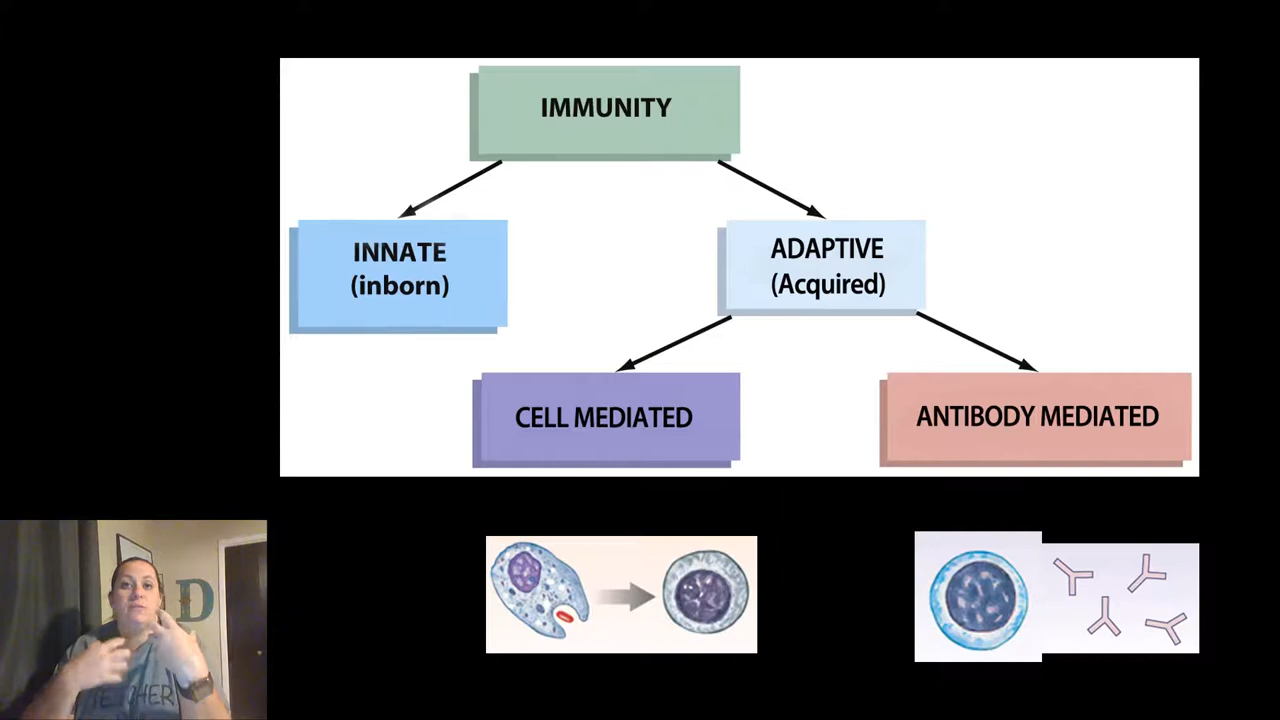 IMMUNITY
INNATE
(inborn)
ADAPTIVE
(Acquired)
CELL MEDIATED
ANTIBODY MEDIATED
D